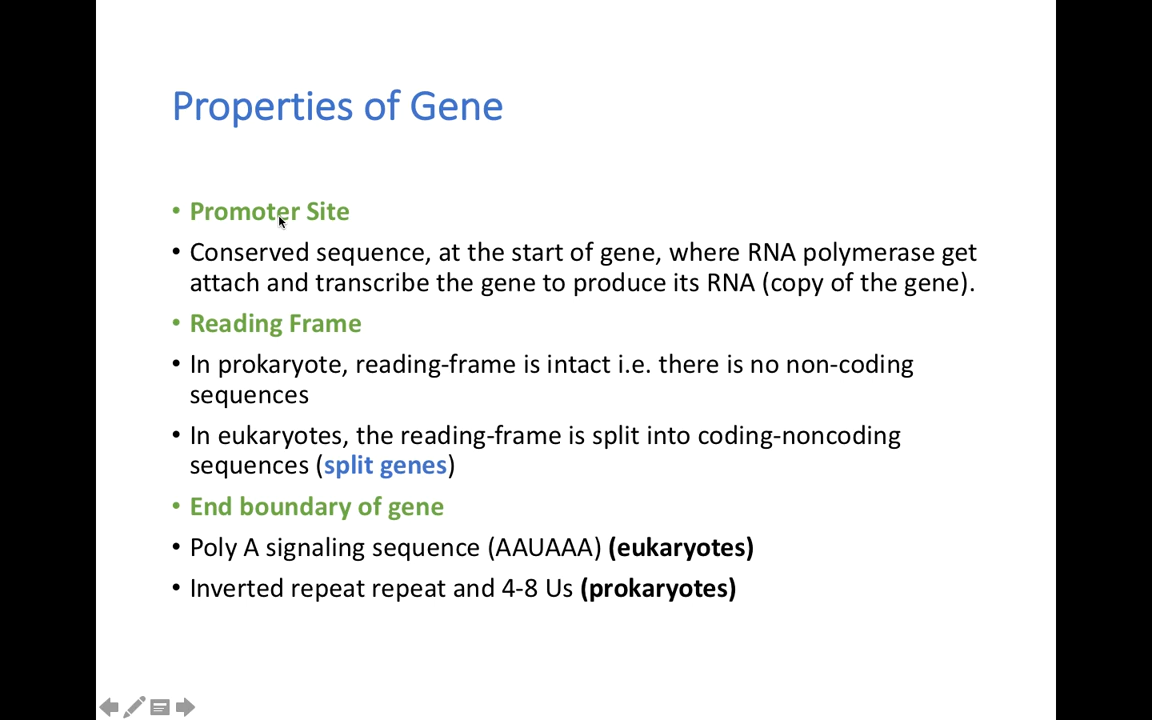 Properties of Gene
• Promoter Site
• Conserved sequence, at the start of gene, where RNA polymerase get
attach and transcribe the gene to produce its RNA (copy of the gene).
• Reading Frame
• In prokaryote, reading-frame is intact i.e. there is no non-coding
sequences
• In eukaryotes, the reading-frame is split into coding-noncoding
sequences (split genes)
• End boundary of gene
• Poly A signaling sequence (AAUAAA) (eukaryotes)
• Inverted repeat repeat and 4-8 Us (prokaryotes)